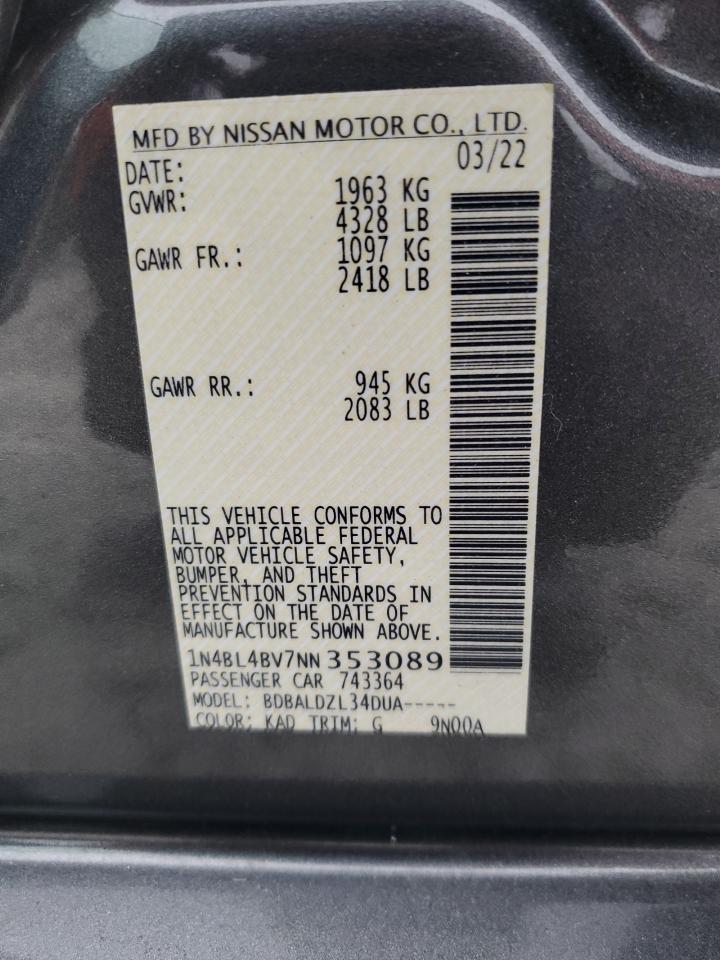 MFD BY NISSAN MOTOR CO., LTD.
DATE: 03/22
GVWR: 1963 KG
4328 LB
GAWR FR.: 1097 KG
2418 LB
GAWR RR.: 945 KG
2083 LB
THIS VEHICLE CONFORMS TO
ALL APPLICABLE FEDERAL
MOTOR VEHICLE SAFETY,
BUMPER, AND THEFT
PREVENTION STANDARDS IN
EFFECT ON THE DATE OF
MANUFACTURE SHOWN ABOVE.
1N4BL4BV7NN353089
PASSENGER CAR 743364
MODEL: BDBALDZL34DUA-----
COLOR: KAD TRIM: G 9N00A